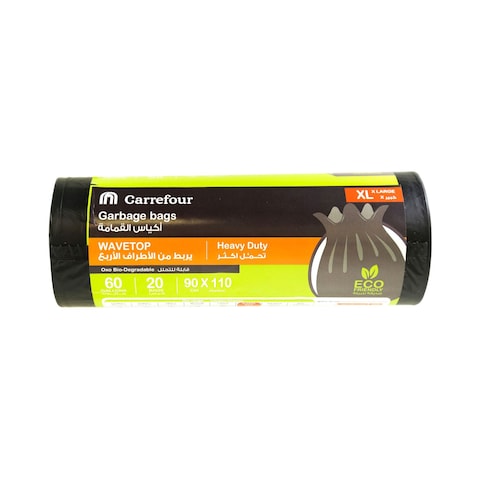 Carrefour
Garbage bags
أكياس القمامة
WAVETOP
يربط من الأطراف الأربع
Heavy Duty
تحمل أكثر
Oxo Bio-Degradable قابلة للتحلل
60
20
90 X 110
XL X LARGE
ECO
FRIENDLY